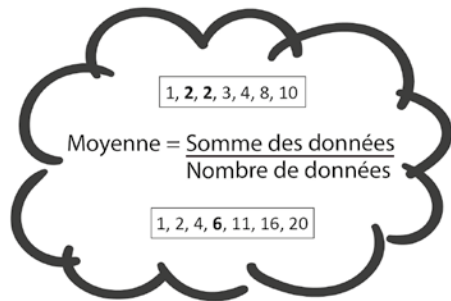 1, 2, 2, 3, 4, 8, 10
Moyenne = Somme des données
Nombre de données
1, 2, 4, 6, 11, 16, 20